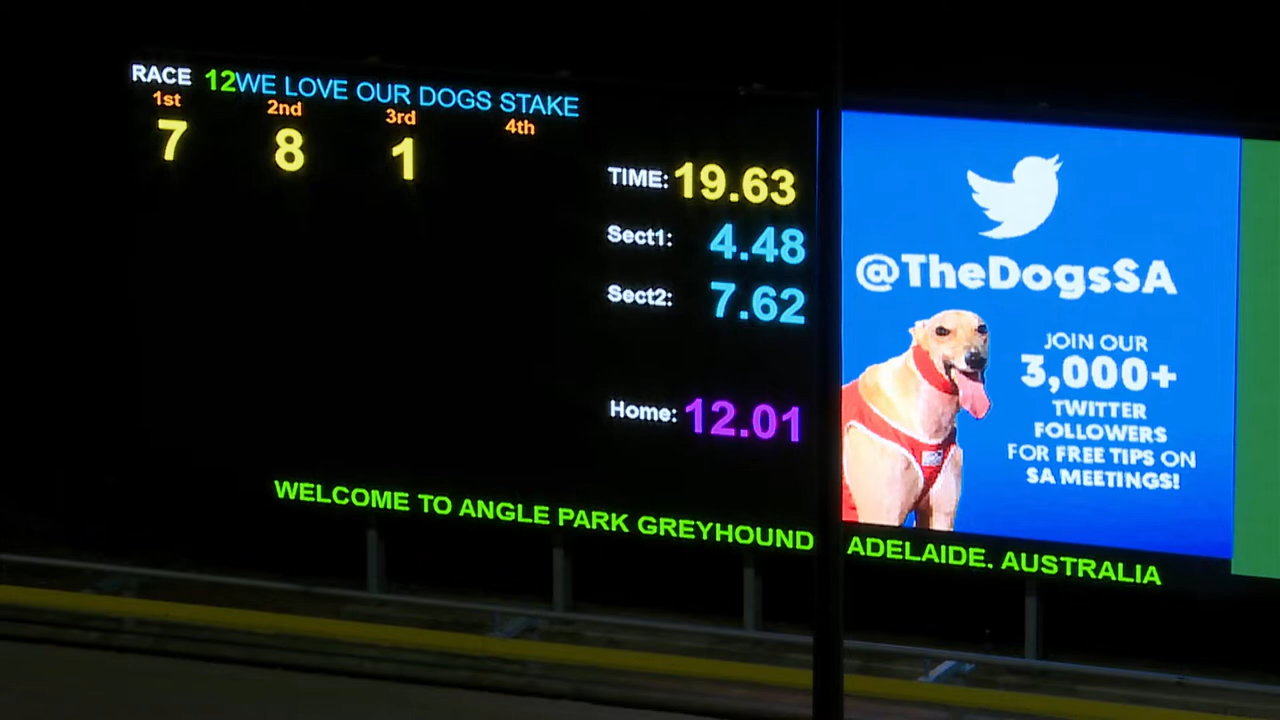 RACE 12WE LOVE OUR DOGS STAKE
1st 2nd 3rd 4th
7 8 1
TIME: 19.63
Sect1: 4.48
Sect2: 7.62
Home: 12.01
WELCOME TO ANGLE PARK GREYHOUND ADELAIDE. AUSTRALIA
@TheDogsSA
JOIN OUR
3,000+
TWITTER
FOLLOWERS
FOR FREE TIPS ON
SA MEETINGS!